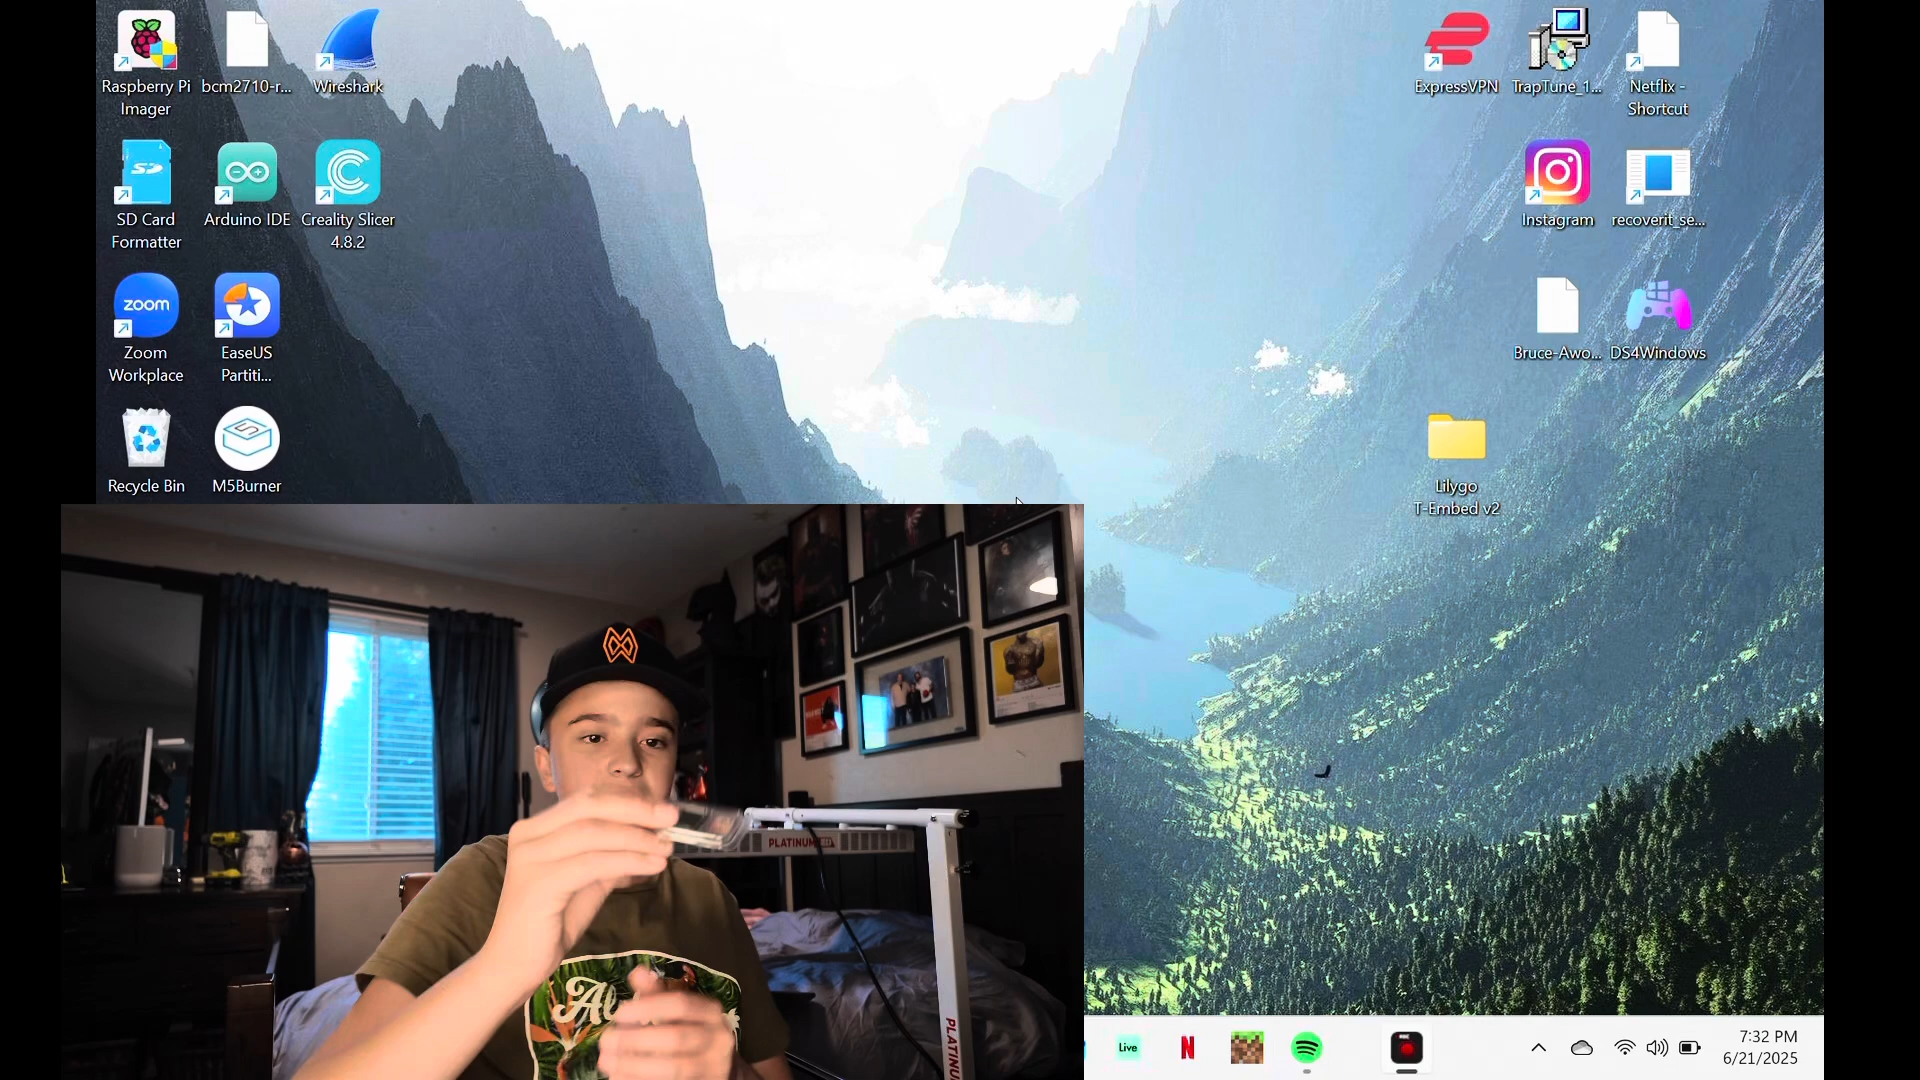 Raspberry Pi
Imager
bcm2710-r...
Wireshark
ExpressVPN
TrapTune_1...
Netflix -
Shortcut
SD Card
Formatter
Arduino IDE
Creality Slicer
4.8.2
Instagram
recoverit_se...
zoom
Zoom
Workplace
EaseUS
Partiti...
Bruce-Awo...
DS4Windows
Recycle Bin
M5Burner
Lilygo
T-Embed v2
PLATINUM
PLATINUM
Live
7:32 PM
6/21/2025